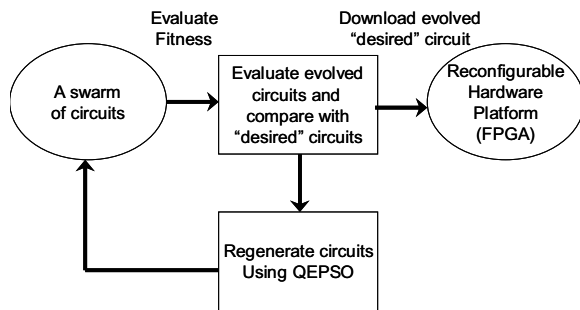 Evaluate
Fitness
Download evolved
“desired” circuit
A swarm
of circuits
Evaluate evolved
circuits and
compare with
“desired” circuits
Reconfigurable
Hardware
Platform
(FPGA)
Regenerate circuits
Using QEPSO